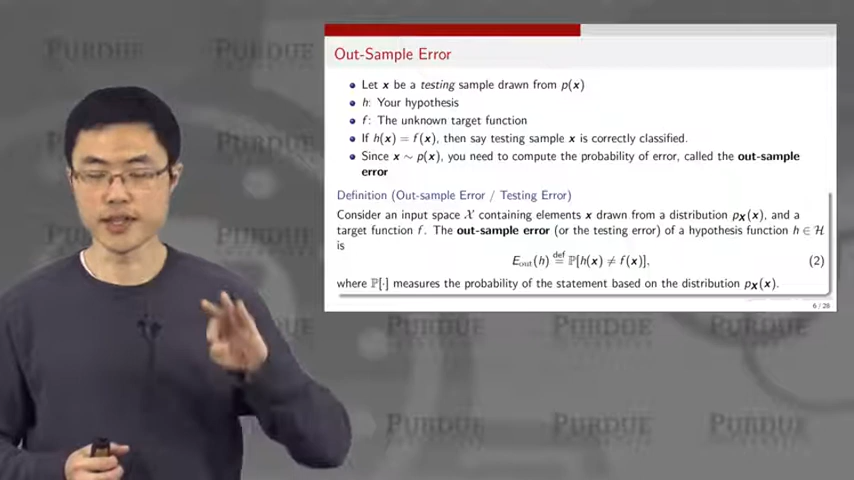 PURDUE
PURDUE
Out-Sample Error
Let x be a testing sample drawn from p(x)
h: Your hypothesis
f: The unknown target function
If h(x) = f(x), then say testing sample x is correctly classified.
Since x ∼ p(x), you need to compute the probability of error, called the out-sample
error
Definition (Out-sample Error / Testing Error)
Consider an input space 𝒳 containing elements x drawn from a distribution p_X(x), and a
target function f. The out-sample error (or the testing error) of a hypothesis function h ∈ ℋ
is
E_out(h) def= ℙ[h(x) ≠ f(x)], (2)
where ℙ[·] measures the probability of the statement based on the distribution p_X(x).
6 / 28
PURDUE
PURDUE
PURDUE
PURDUE
PURDUE
PURDUE
PURDUE